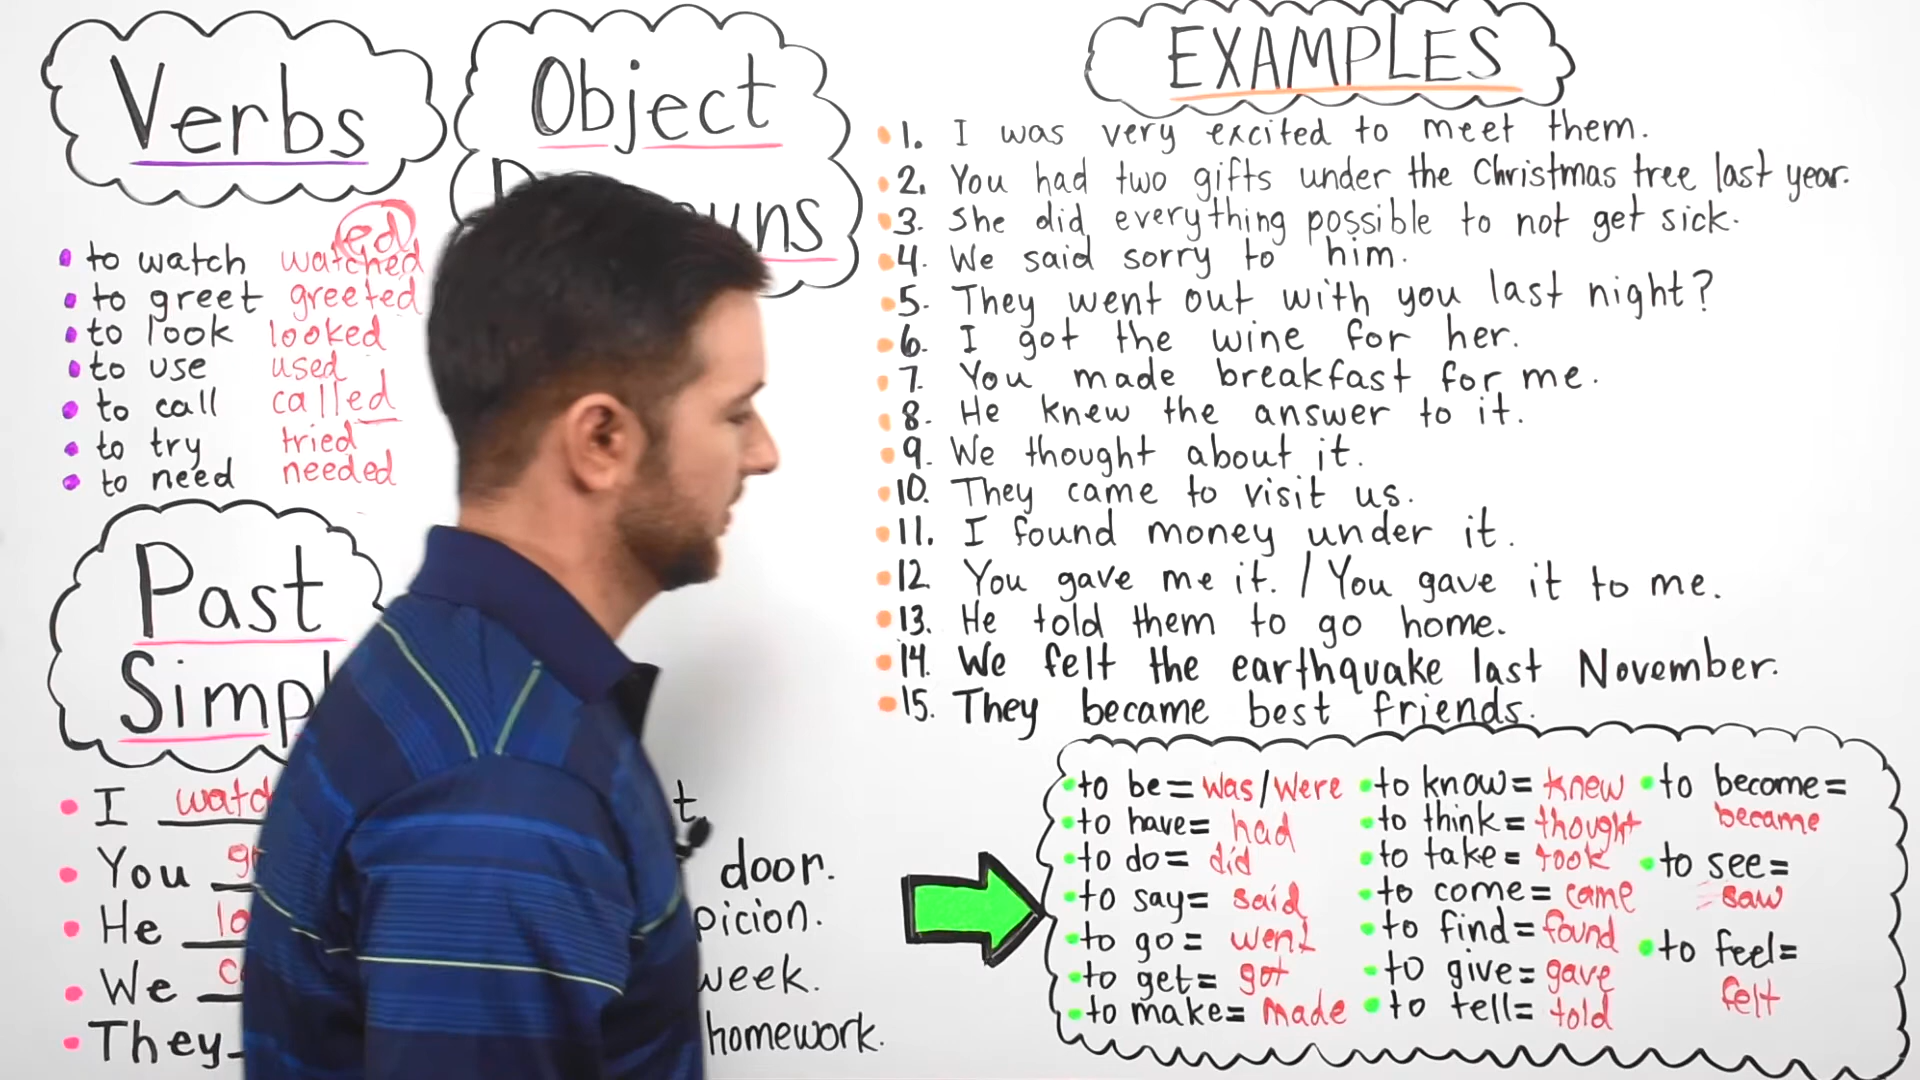 Verbs
to watch watched
ed
to greet greeted
to look looked
to use used
to call called
to try tried
to need needed
Past
I
You
He
We
They
Object
door.
week.
homework.
EXAMPLES
1. I was very excited to meet them.
2. You had two gifts under the Christmas tree last year.
3. She did everything possible to not get sick.
4. We said sorry to him.
5. They went out with you last night?
6. I got the wine for her.
7. You made breakfast for me.
8. He knew the answer to it.
9. We thought about it.
10. They came to visit us.
11. I found money under it.
12 You gave me it. / You gave it to me.
13. He told them to go home.
14. We felt the earthquake last November.
15. They became best friends.
to be = was/were
to have= had
to do= did
to say= said
to go = went
to get= got
to make= made
to know= knew
to think= thought
to take= took
to come= came
to find= found
to give= gave
to tell= told
to become=
became
to see=
saw
to feel=
felt